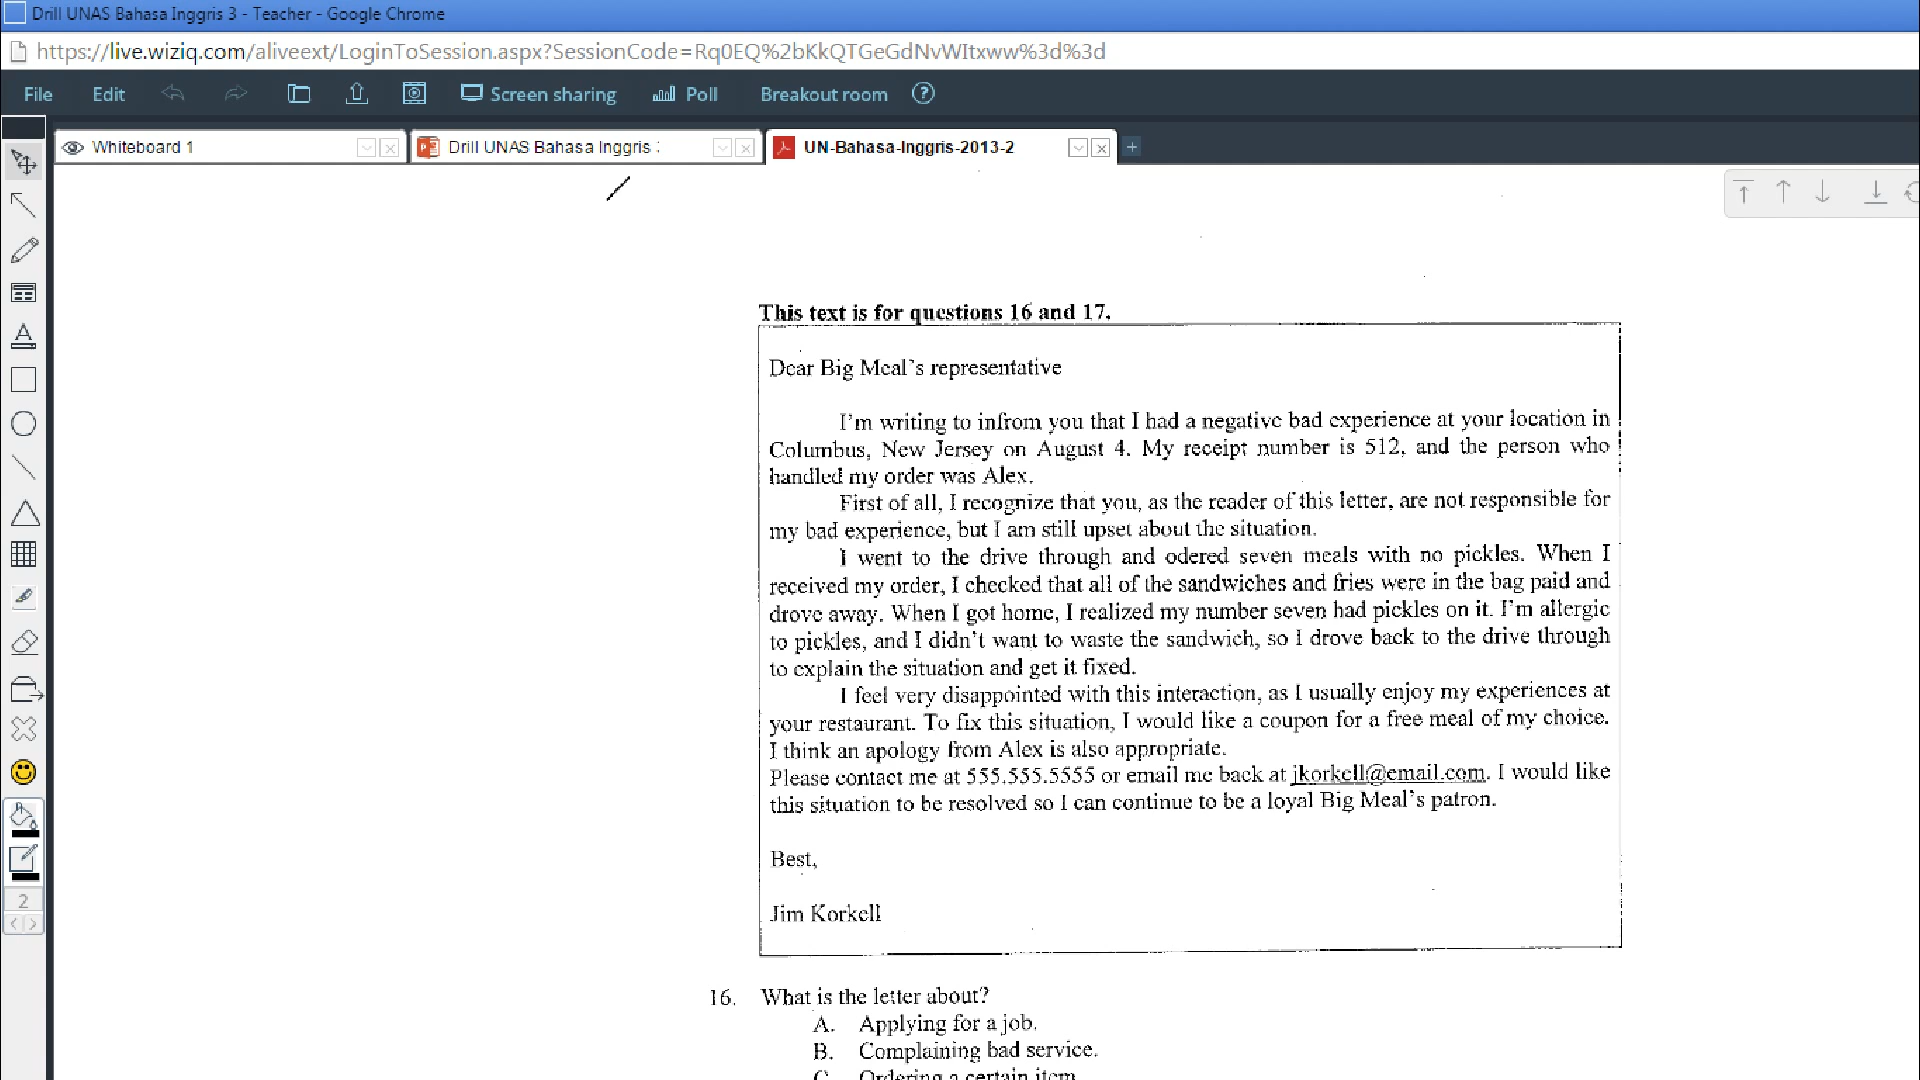 Drill UNAS Bahasa Inggris 3 - Teacher - Google Chrome
https://live.wiziq.com/aliveext/LoginToSession.aspx?SessionCode=Rq0EQ%2bKkQTGeGdNvWItxww%3d%3d
File Edit Screen sharing Poll Breakout room ?
Whiteboard 1 Drill UNAS Bahasa Inggris UN-Bahasa-Inggris-2013-2 +
This text is for questions 16 and 17.
Dear Big Meal's representative
I'm writing to infrom you that I had a negative bad experience at your location in
Columbus, New Jersey on August 4. My receipt number is 512, and the person who
handled my order was Alex.
First of all, I recognize that you, as the reader of this letter, are not responsible for
my bad experience, but I am still upset about the situation.
I went to the drive through and odered seven meals with no pickles. When I
received my order, I checked that all of the sandwiches and fries were in the bag paid and
drove away. When I got home, I realized my number seven had pickles on it. I'm allergic
to pickles, and I didn't want to waste the sandwich, so I drove back to the drive through
to explain the situation and get it fixed.
I feel very disappointed with this interaction, as I usually enjoy my experiences at
your restaurant. To fix this situation, I would like a coupon for a free meal of my choice.
I think an apology from Alex is also appropriate.
Please contact me at 555.555.5555 or email me back at jkorkell@email.com. I would like
this situation to be resolved so I can continue to be a loyal Big Meal's patron.
Best,
Jim Korkell
2
16. What is the letter about?
A. Applying for a job.
B. Complaining bad service.
C. Ordering a certain item